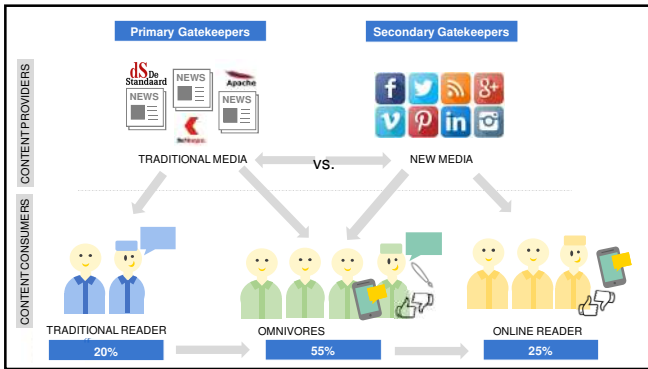 Primary Gatekeepers
Secondary Gatekeepers
CONTENT PROVIDERS
dS De
Standaard
Apache
NEWS
NEWS
NEWS
f
g+
v
p
in
TRADITIONAL MEDIA
vs.
NEW MEDIA
CONTENT CONSUMERS
TRADITIONAL READER
OMNIVORES
ONLINE READER
20%
55%
25%